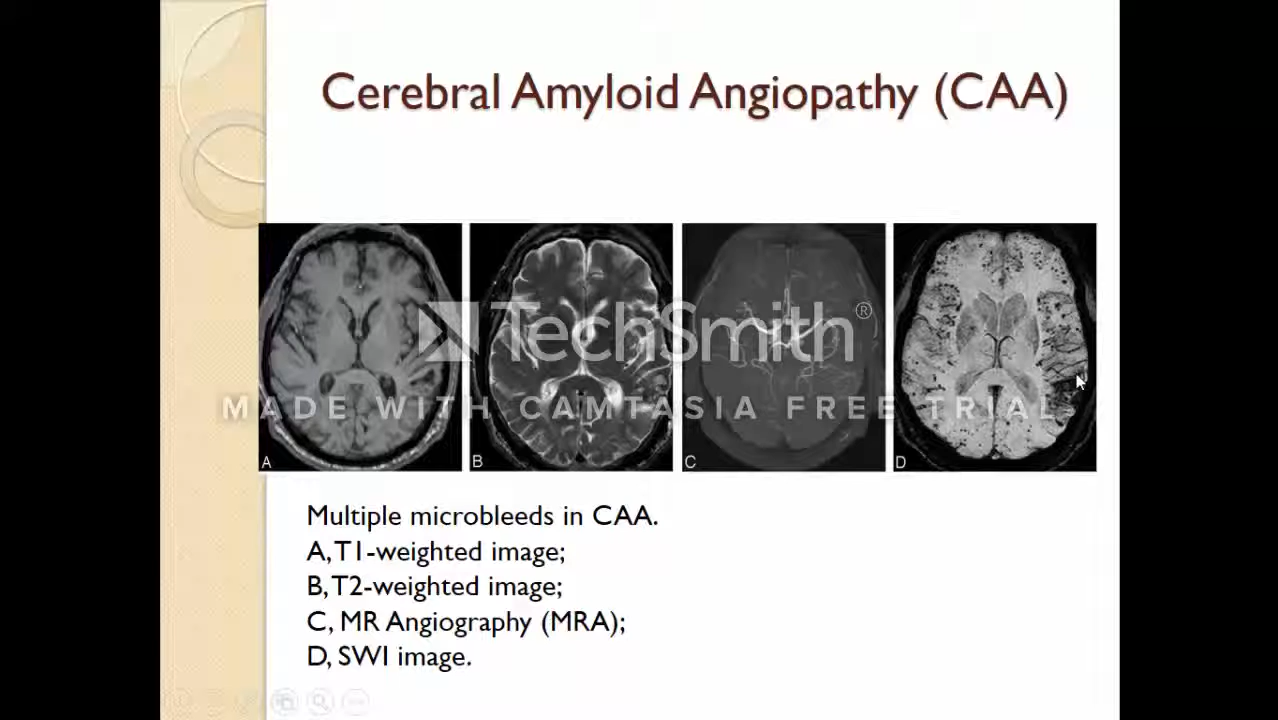 Cerebral Amyloid Angiopathy (CAA)
TechSmith®
MADE WITH CAMTASIA FREE TRIAL
A
B
C
D
Multiple microbleeds in CAA.
A, T1-weighted image;
B, T2-weighted image;
C, MR Angiography (MRA);
D, SWI image.